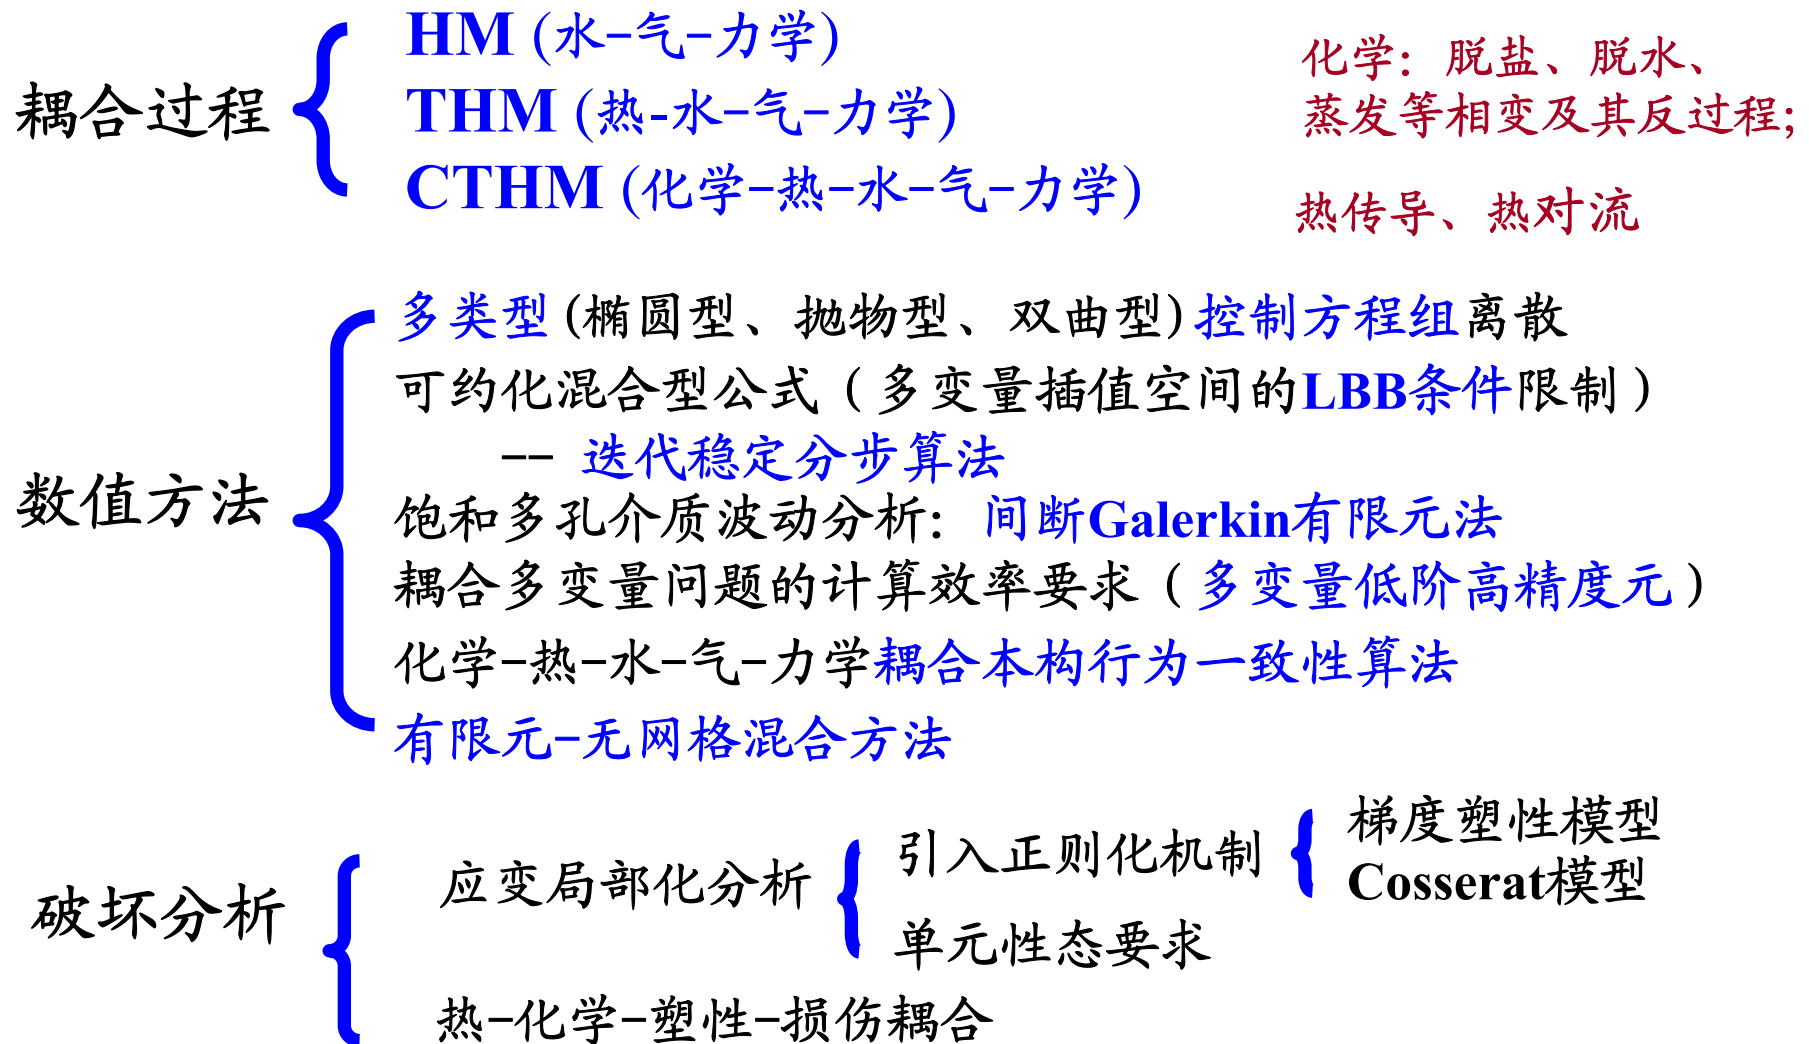 耦合过程
HM (水-气-力学)
THM (热-水-气-力学)
CTHM (化学-热-水-气-力学)
化学：脱盐、脱水、
蒸发等相变及其反过程;
热传导、热对流
数值方法
多类型(椭圆型、抛物型、双曲型)控制方程组离散
可约化混合型公式（多变量插值空间的LBB条件限制）
-- 迭代稳定分步算法
饱和多孔介质波动分析：间断Galerkin有限元法
耦合多变量问题的计算效率要求（多变量低阶高精度元）
化学-热-水-气-力学耦合本构行为一致性算法
有限元-无网格混合方法
破坏分析
应变局部化分析
引入正则化机制
梯度塑性模型
Cosserat模型
单元性态要求
热-化学-塑性-损伤耦合